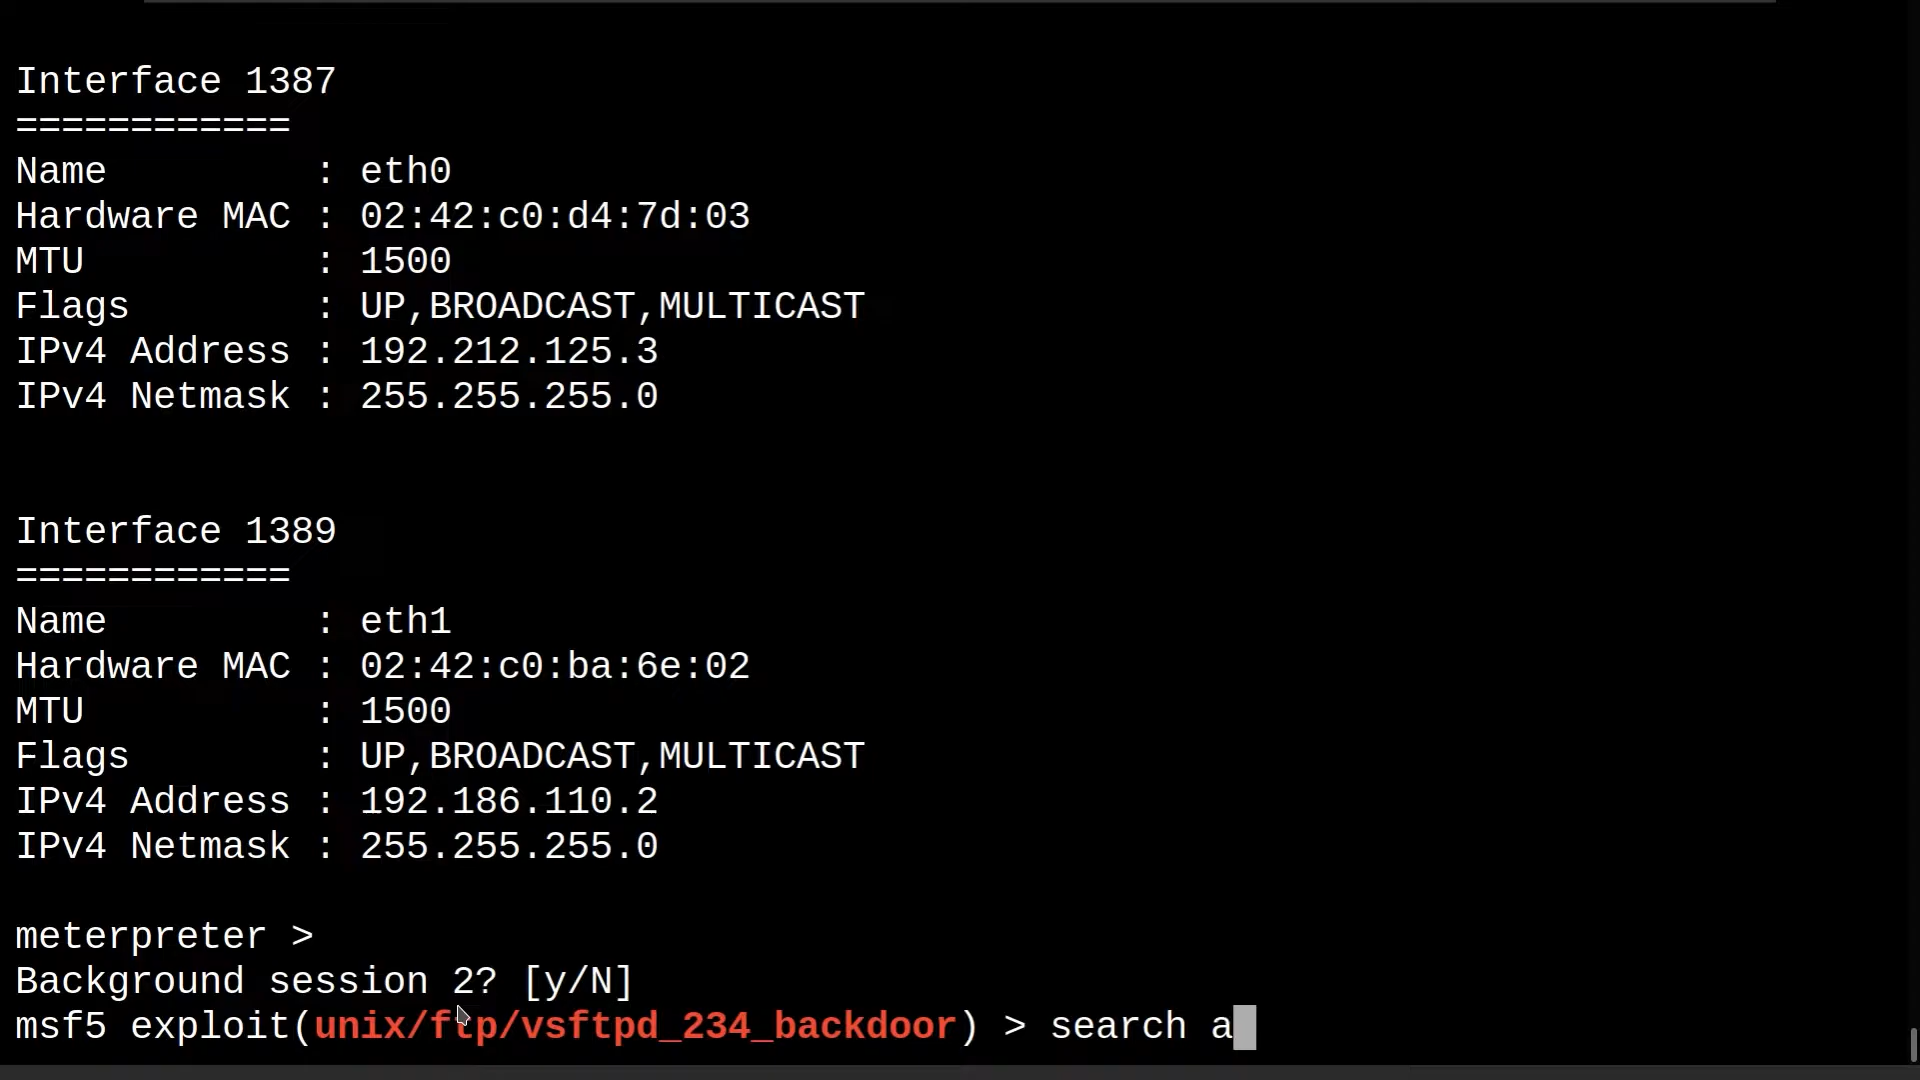 Interface 1387
============
Name         : eth0
Hardware MAC : 02:42:c0:d4:7d:03
MTU          : 1500
Flags        : UP,BROADCAST,MULTICAST
IPv4 Address : 192.212.125.3
IPv4 Netmask : 255.255.255.0
Interface 1389
============
Name         : eth1
Hardware MAC : 02:42:c0:ba:6e:02
MTU          : 1500
Flags        : UP,BROADCAST,MULTICAST
IPv4 Address : 192.186.110.2
IPv4 Netmask : 255.255.255.0
meterpreter >
Background session 2? [y/N]
msf5 exploit(unix/ftp/vsftpd_234_backdoor) > search a